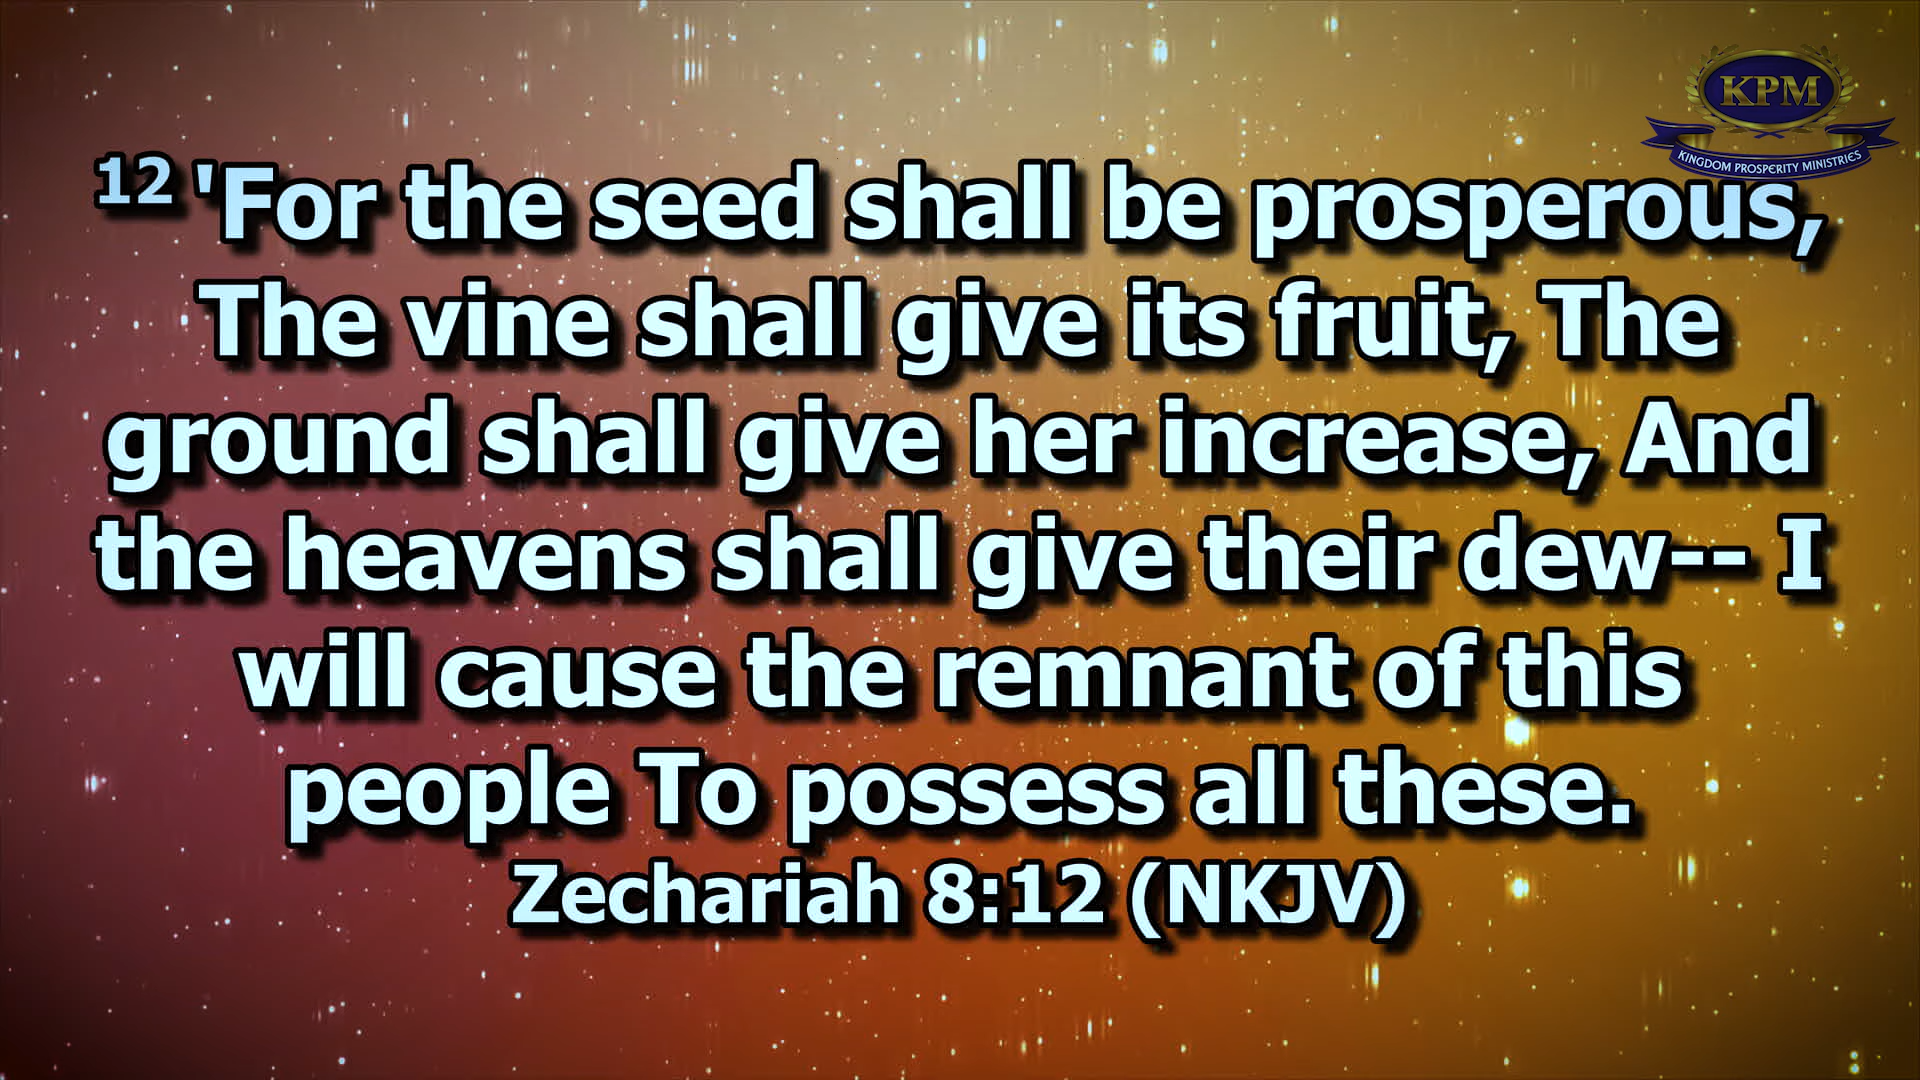 KPM
KINGDOM PROSPERITY MINISTRIES
12 'For the seed shall be prosperous,
The vine shall give its fruit, The
ground shall give her increase, And
the heavens shall give their dew-- I
will cause the remnant of this
people To possess all these.
Zechariah 8:12 (NKJV)